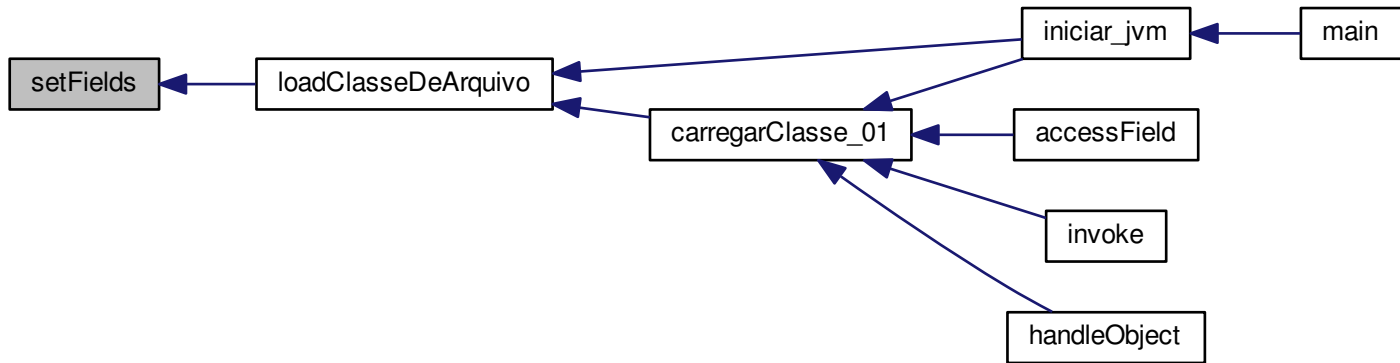 setFields
loadClasseDeArquivo
iniciar_jvm
main
carregarClasse_01
accessField
invoke
handleObject